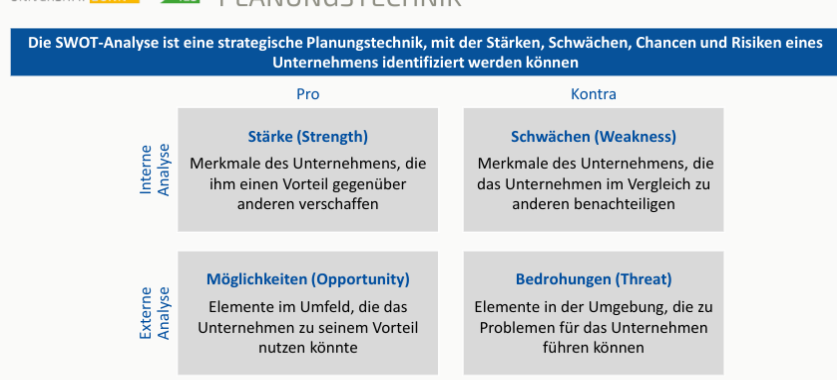 PLANUNGSTECHNIK
Die SWOT-Analyse ist eine strategische Planungstechnik, mit der Stärken, Schwächen, Chancen und Risiken eines
Unternehmens identifiziert werden können
Pro
Kontra
Interne
Analyse
Stärke (Strength)
Merkmale des Unternehmens, die
ihm einen Vorteil gegenüber
anderen verschaffen
Schwächen (Weakness)
Merkmale des Unternehmens, die
das Unternehmen im Vergleich zu
anderen benachteiligen
Externe
Analyse
Möglichkeiten (Opportunity)
Elemente im Umfeld, die das
Unternehmen zu seinem Vorteil
nutzen könnte
Bedrohungen (Threat)
Elemente in der Umgebung, die zu
Problemen für das Unternehmen
führen können